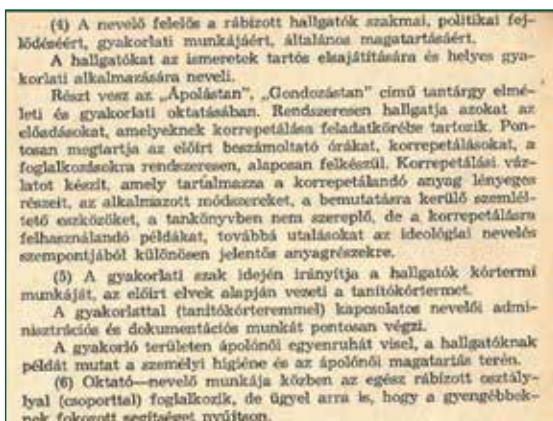 (4) A nevelő felelős a rábízott hallgatók szakmai, politikai fej-
lődéséért, gyakorlati munkájáért, általános magatartásáért.
A hallgatókat az ismeretek tartós elsajátítására és helyes gya-
korlati alkalmazására neveli.
Részt vesz az „Ápolástan", „Gondozástan" című tantárgy elmé-
leti és gyakorlati oktatásában. Rendszeresen hallgatja azokat az
előadásokat, amelyeknek korrepetálása feladatkörébe tartozik. Pon-
tosan megtartja az előírt beszámoltató órákat, korrepetálásokat, a
foglalkozásokra rendszeresen, alaposan felkészül. Korrepetálási váz-
latot készít, amely tartalmazza a korrepetálandó anyag lényeges
részeit, az alkalmazott módszereket, a bemutatásra kerülő szemlél-
tető eszközöket, a tankönyvben nem szereplő, de a korrepetálásra
felhasználandó példákat, továbbá utalásokat az ideológiai nevelés
szempontjából különösen jelentős anyagrészekre.
(5) A gyakorlati szak idején irányítja a hallgatók kórtermi
munkáját, az előírt elvek alapján vezeti a tanítókórtermet.
A gyakorlattal (tanítókórteremmel) kapcsolatos nevelői admi-
nisztrációs és dokumentációs munkát pontosan végzi.
A gyakorló területen ápolónői egyenruhát visel, a hallgatóknak
példát mutat a személyi higiéne és az ápolónői magatartás terén.
(6) Oktató—nevelő munkája közben az egész rábízott osztály-
lyal (csoporttal) foglalkozik, de ügyel arra is, hogy a gyengébbek-
nek fokozott segítséget nyújtson.